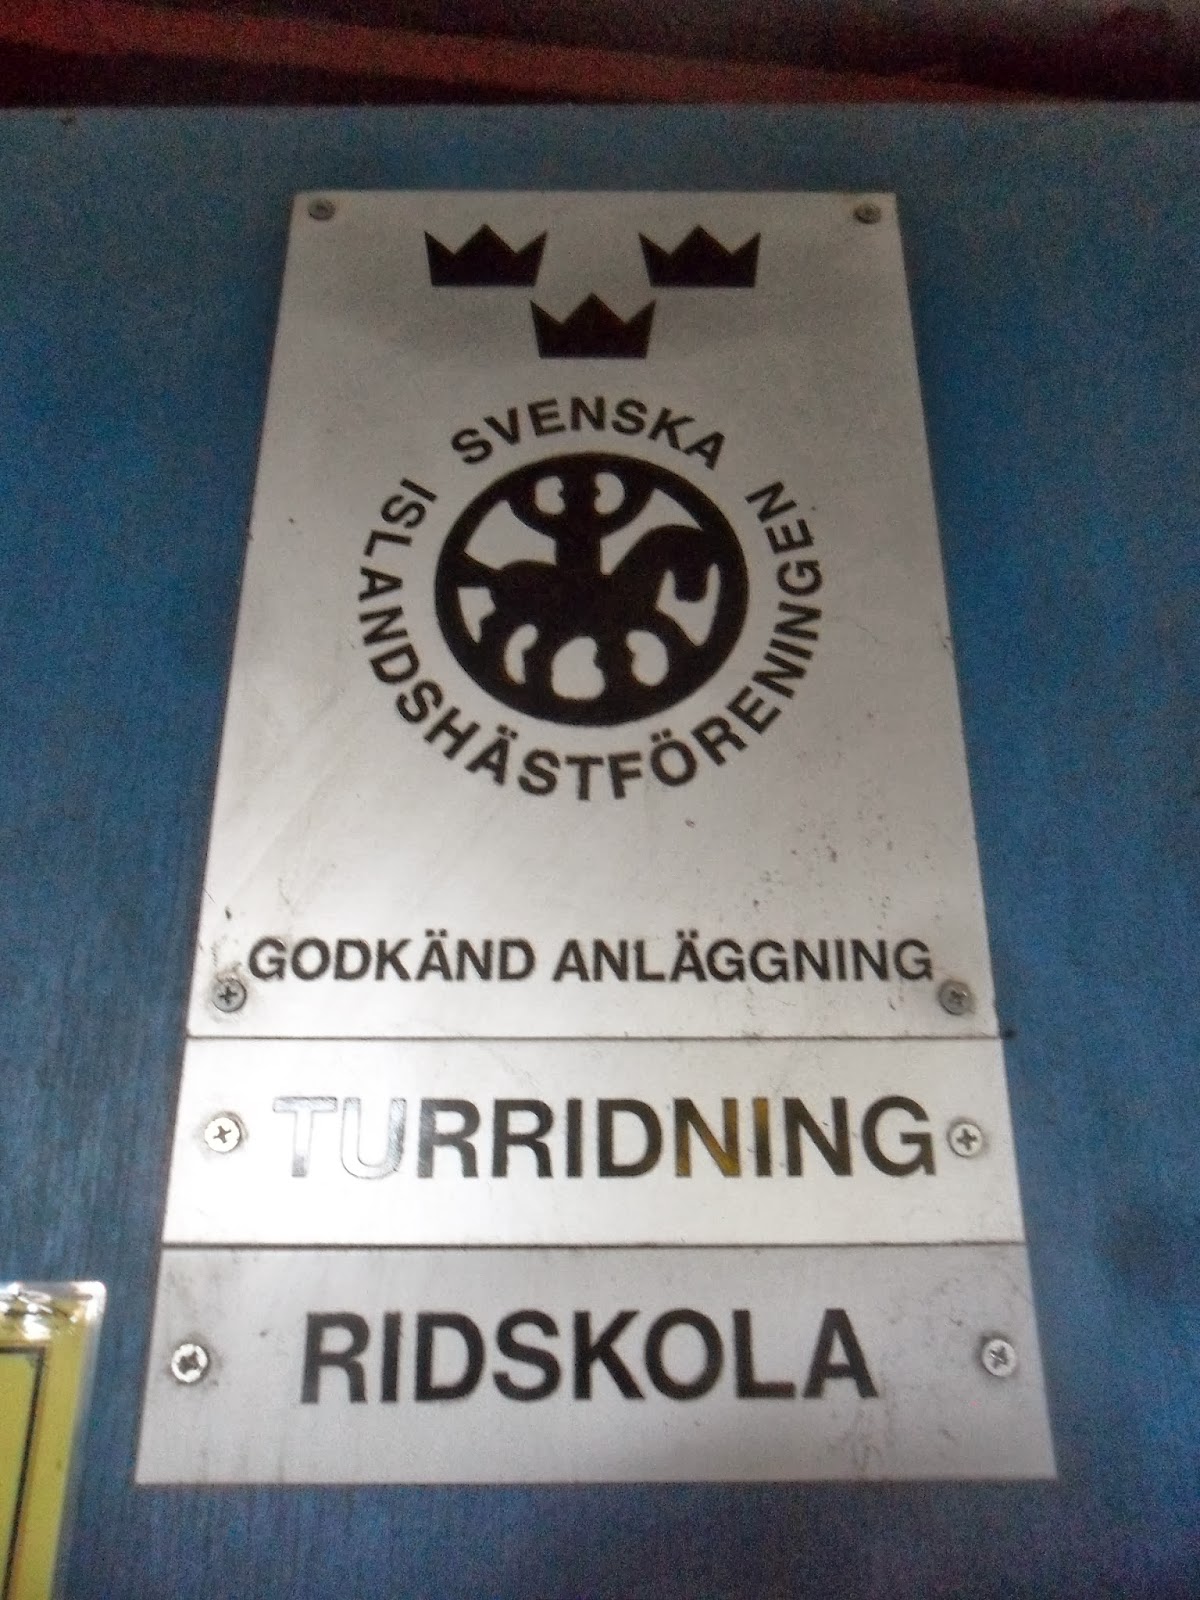 SVENSKA
ISLANDSHÄSTFÖRENINGEN
GODKÄND ANLÄGGNING
TURRIDNING
RIDSKOLA